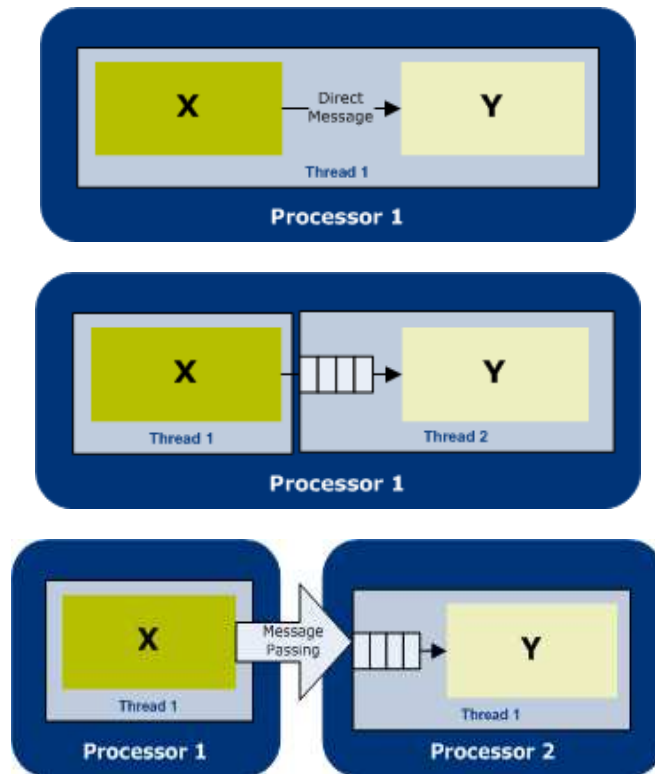 X
Direct
Message
Y
Thread 1
Processor 1
X
Y
Thread 1
Thread 2
Processor 1
X
Message
Passing
Y
Thread 1
Thread 1
Processor 1
Processor 2